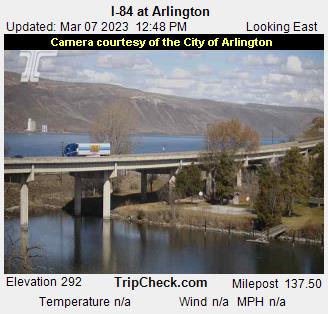 I-84 at Arlington
Updated: Mar 07 2023 12:48 PM Looking East
Camera courtesy of the City of Arlington
Elevation 292 TripCheck.com Milepost 137.50
Temperature n/a Wind n/a MPH n/a